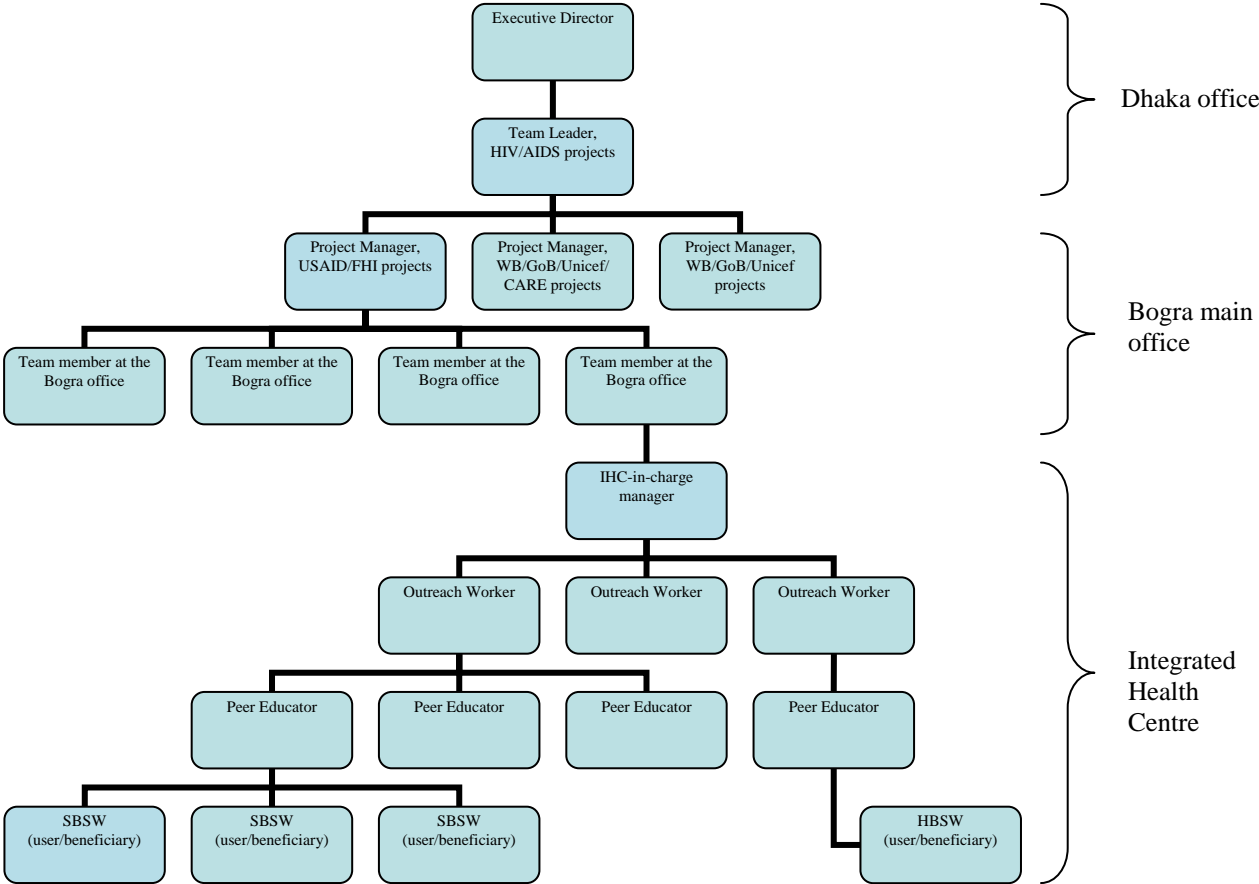 Executive Director
Dhaka office
Team Leader,
HIV/AIDS projects
Project Manager,
USAID/FHI projects
Project Manager,
WB/GoB/Unicef/
CARE projects
Project Manager,
WB/GoB/Unicef
projects
Bogra main
office
Team member at the
Bogra office
Team member at the
Bogra office
Team member at the
Bogra office
Team member at the
Bogra office
IHC-in-charge
manager
Outreach Worker
Outreach Worker
Outreach Worker
Integrated
Health
Centre
Peer Educator
Peer Educator
Peer Educator
Peer Educator
SBSW
(user/beneficiary)
SBSW
(user/beneficiary)
SBSW
(user/beneficiary)
HBSW
(user/beneficiary)